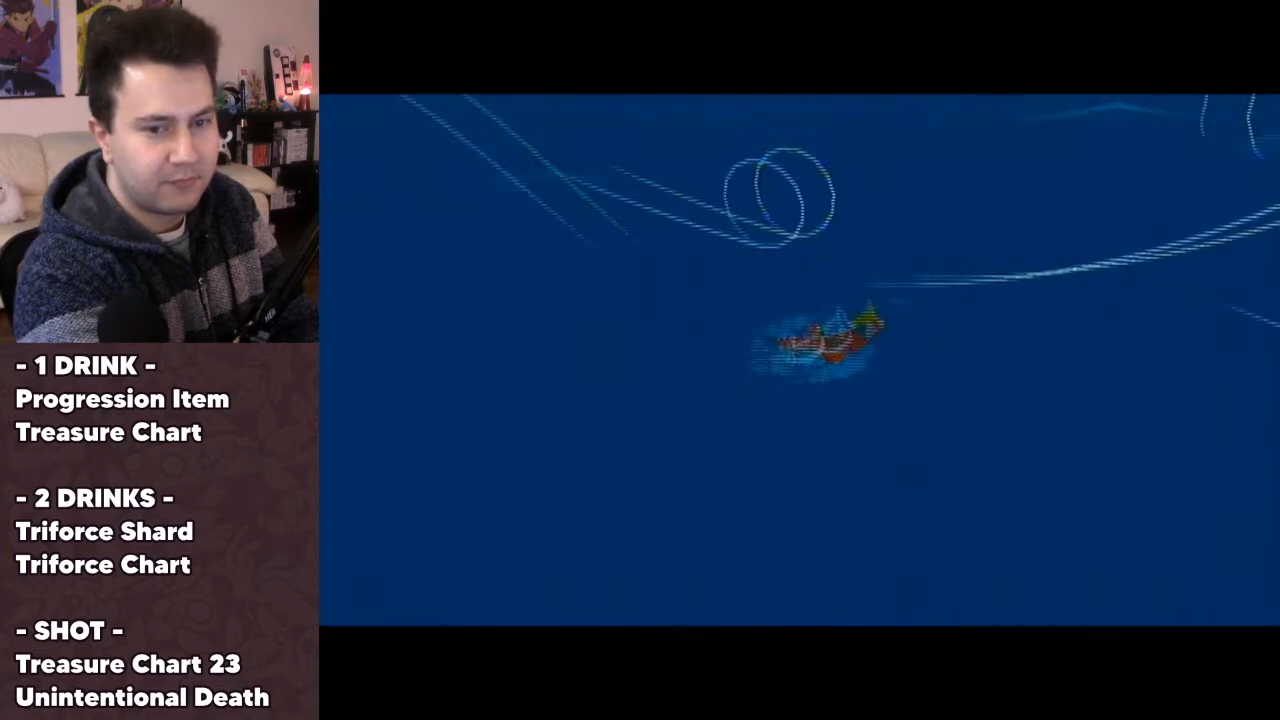 - 1 DRINK -
Progression Item
Treasure Chart
- 2 DRINKS -
Triforce Shard
Triforce Chart
- SHOT -
Treasure Chart 23
Unintentional Death